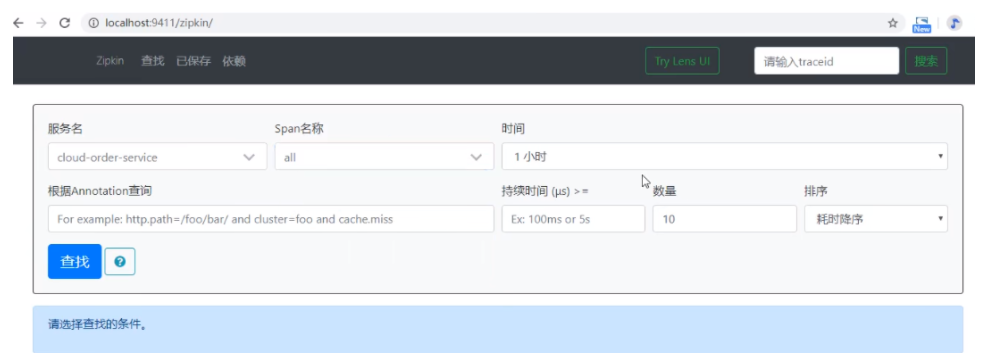 localhost:9411/zipkin/
New
Zipkin 查找 已保存 依赖 Try Lens UI 请输入traceid 搜索
服务名 Span名称 时间
cloud-order-service all 1 小时
根据Annotation查询 持续时间 (μs) >= 数量 排序
For example: http.path=/foo/bar/ and cluster=foo and cache.miss Ex: 100ms or 5s 10 耗时降序
查找 ?
请选择查找的条件。